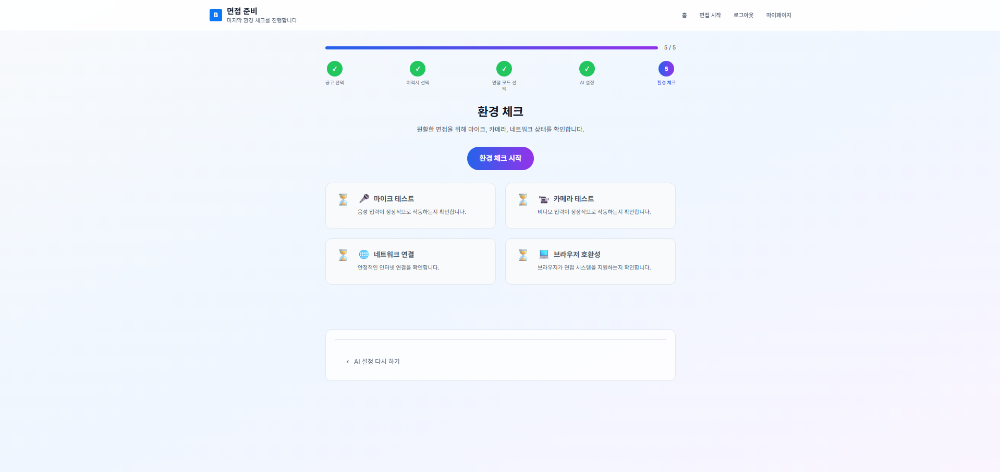 B
면접 준비
마지막 환경 체크를 진행합니다
홈
면접 시작
로그아웃
마이페이지
5 / 5
✓
공고 선택
✓
이력서 선택
✓
면접 모드 선
택
✓
AI 설정
5
환경 체크
환경 체크
원활한 면접을 위해 마이크, 카메라, 네트워크 상태를 확인합니다.
환경 체크 시작
마이크 테스트
음성 입력이 정상적으로 작동하는지 확인합니다.
카메라 테스트
비디오 입력이 정상적으로 작동하는지 확인합니다.
네트워크 연결
안정적인 인터넷 연결을 확인합니다.
브라우저 호환성
브라우저가 면접 시스템을 지원하는지 확인합니다.
‹ AI 설정 다시 하기